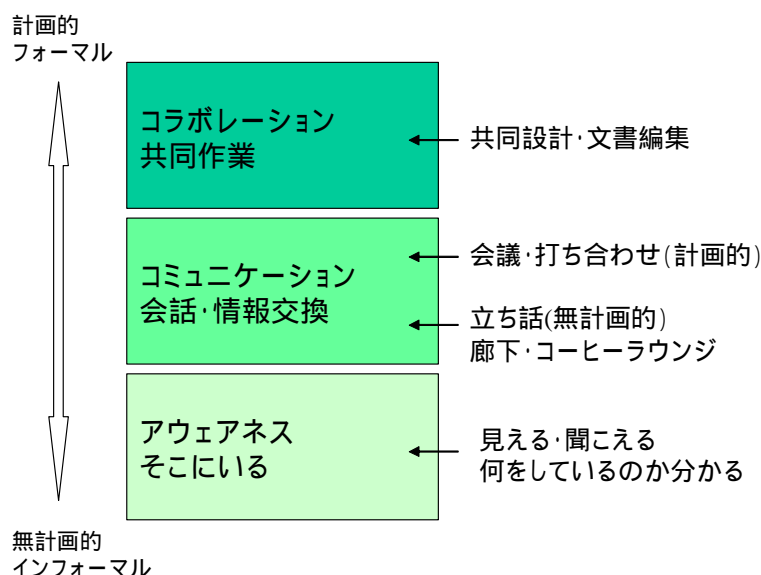 計画的
フォーマル
コラボレーション
共同作業
共同設計・文書編集
コミュニケーション
会話・情報交換
会議・打ち合わせ(計画的)
立ち話(無計画的)
廊下・コーヒーラウンジ
アウェアネス
そこにいる
見える・聞こえる
何をしているのか分かる
無計画的
インフォーマル